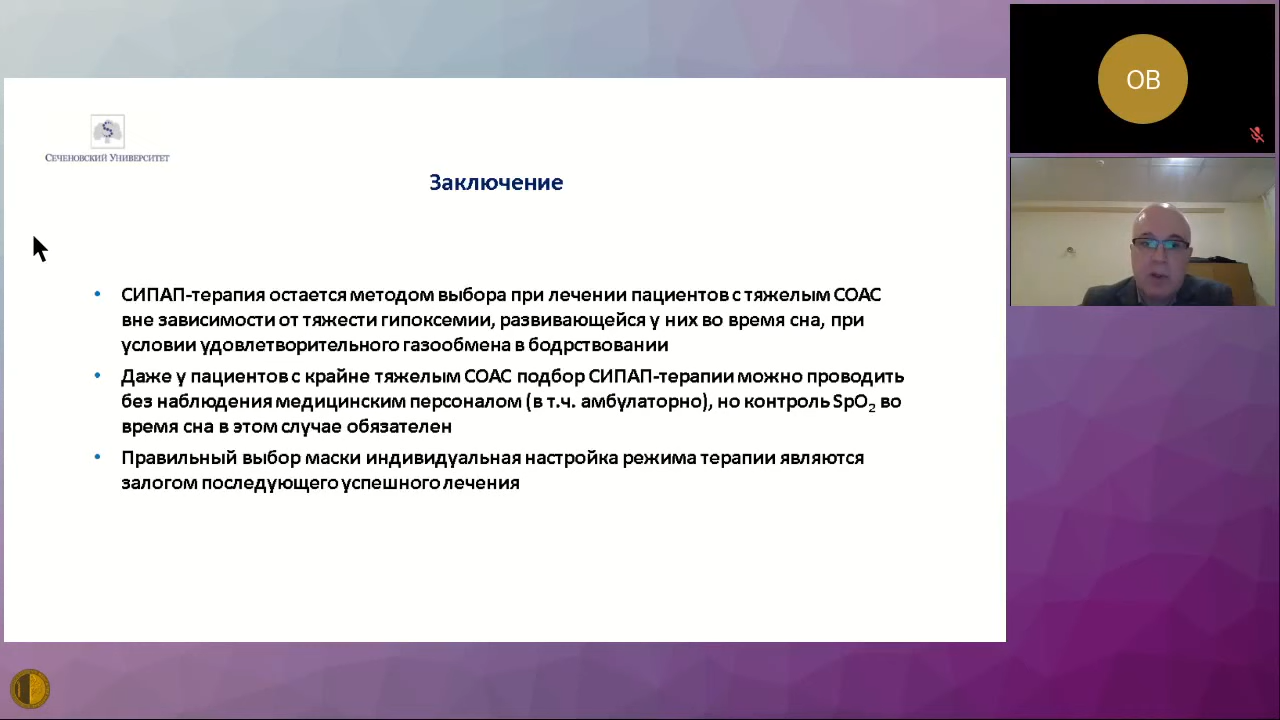 СЕЧЕНОВСКИЙ УНИВЕРСИТЕТ
Заключение
• СИПАП-терапия остается методом выбора при лечении пациентов с тяжелым СОАС
вне зависимости от тяжести гипоксемии, развивающейся у них во время сна, при
условии удовлетворительного газообмена в бодрствовании
• Даже у пациентов с крайне тяжелым СОАС подбор СИПАП-терапии можно проводить
без наблюдения медицинским персоналом (в т.ч. амбулаторно), но контроль SpO₂ во
время сна в этом случае обязателен
• Правильный выбор маски индивидуальная настройка режима терапии являются
залогом последующего успешного лечения
ОВ